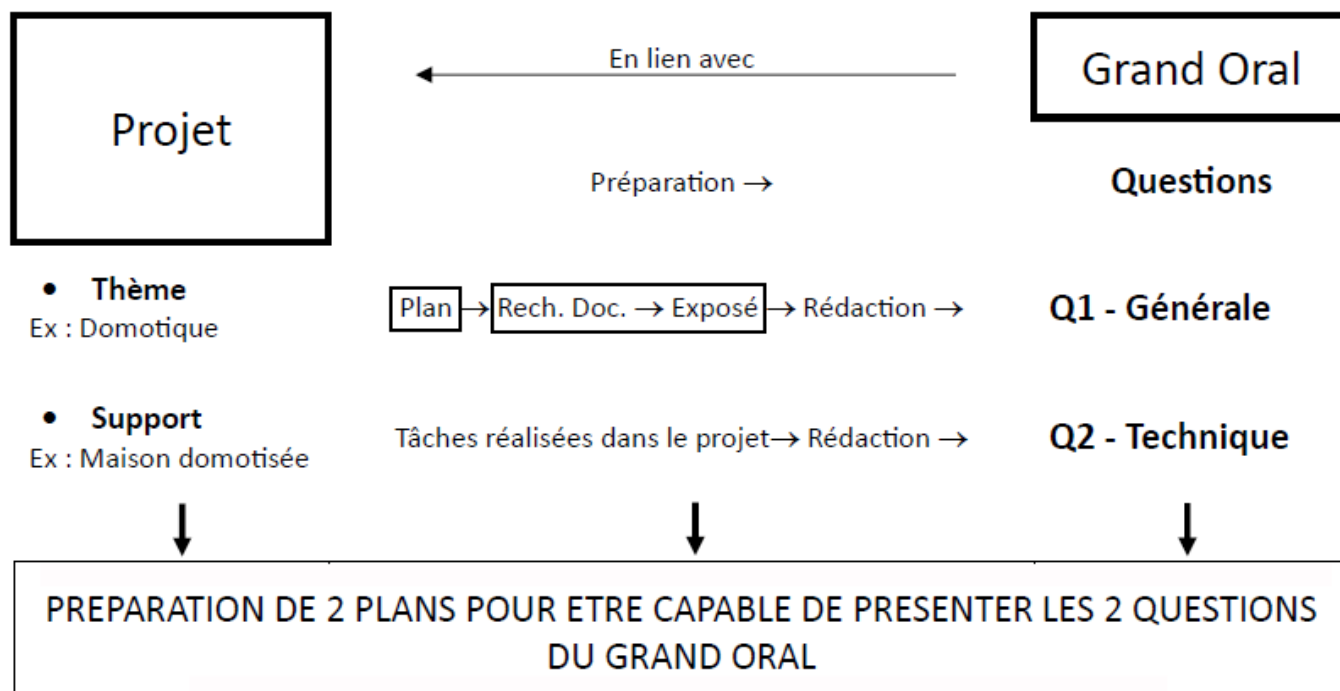 En lien avec
Grand Oral
Projet
Préparation →
Questions
• Thème
Ex : Domotique
Plan → Rech. Doc. → Exposé → Rédaction →
Q1 - Générale
• Support
Ex : Maison domotisée
Tâches réalisées dans le projet→ Rédaction →
Q2 - Technique
PREPARATION DE 2 PLANS POUR ETRE CAPABLE DE PRESENTER LES 2 QUESTIONS
DU GRAND ORAL